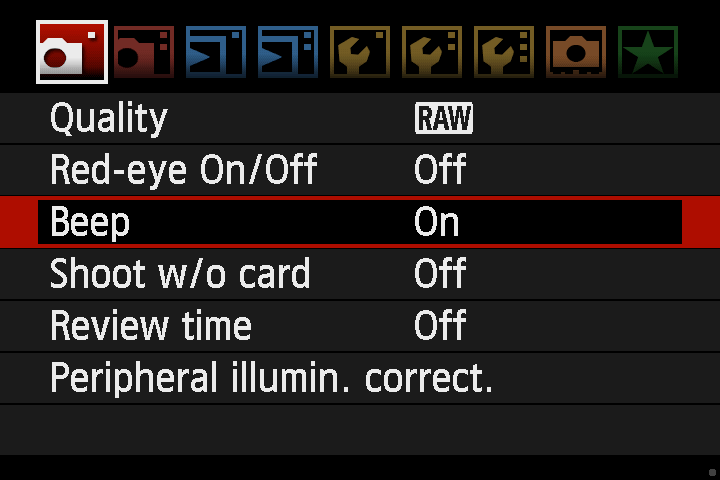 Quality RAW
Red-eye On/Off Off
Beep On
Shoot w/o card Off
Review time Off
Peripheral illumin. correct.